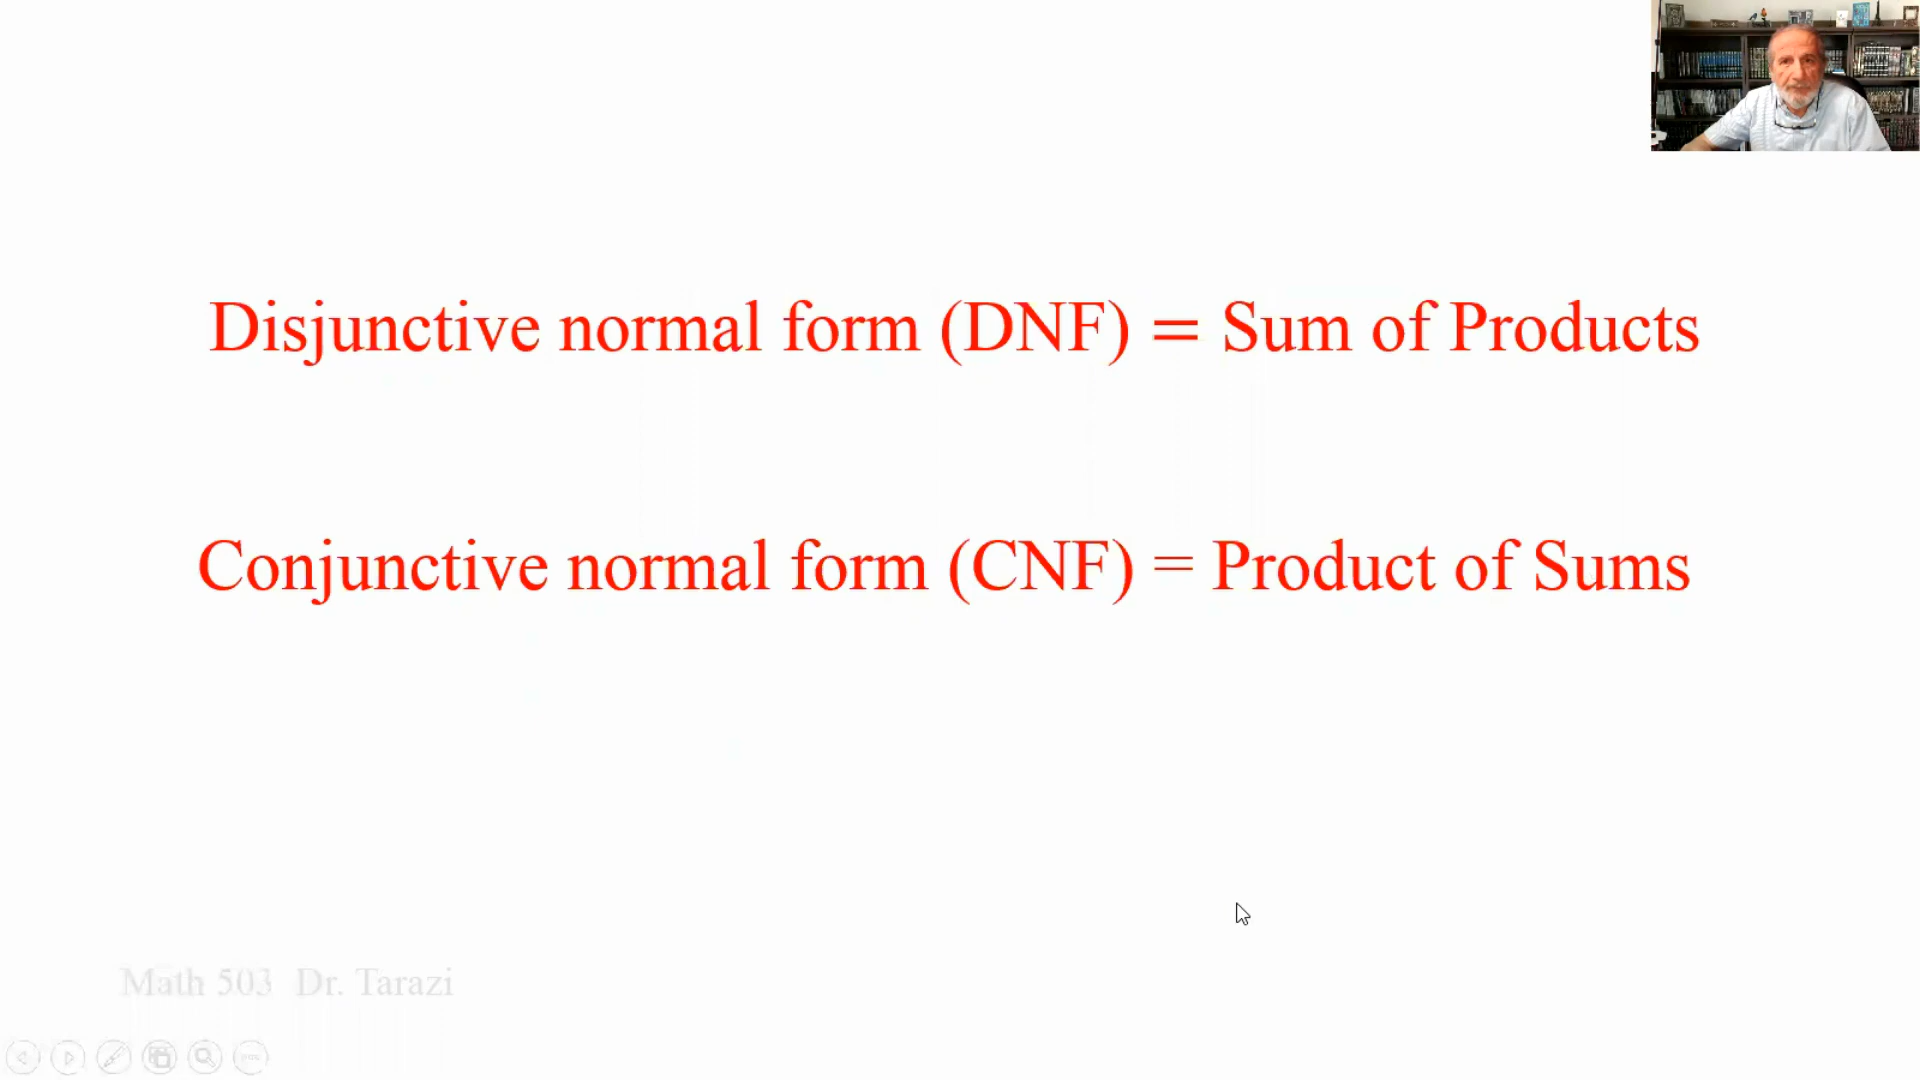 Disjunctive normal form (DNF) = Sum of Products
Conjunctive normal form (CNF) = Product of Sums
Math 503 Dr. Tarazi